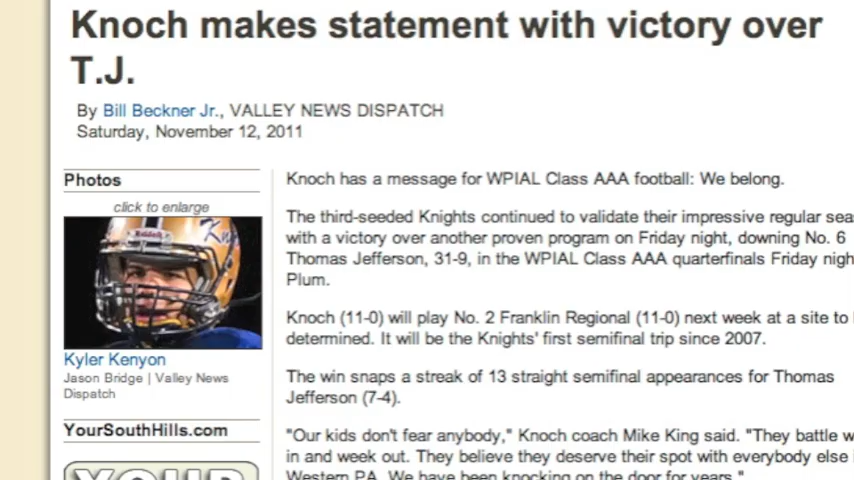 Knoch makes statement with victory over
T.J.
By Bill Beckner Jr., VALLEY NEWS DISPATCH
Saturday, November 12, 2011
Photos
click to enlarge
Riddell
Kn
Kyler Kenyon
Jason Bridge | Valley News
Dispatch
YourSouthHills.com
YOUR
Knoch has a message for WPIAL Class AAA football: We belong.
The third-seeded Knights continued to validate their impressive regular sea
with a victory over another proven program on Friday night, downing No. 6
Thomas Jefferson, 31-9, in the WPIAL Class AAA quarterfinals Friday nigh
Plum.
Knoch (11-0) will play No. 2 Franklin Regional (11-0) next week at a site to
determined. It will be the Knights' first semifinal trip since 2007.
The win snaps a streak of 13 straight semifinal appearances for Thomas
Jefferson (7-4).
"Our kids don't fear anybody," Knoch coach Mike King said. "They battle w
in and week out. They believe they deserve their spot with everybody else
Western PA. We have been knocking on the door for years."